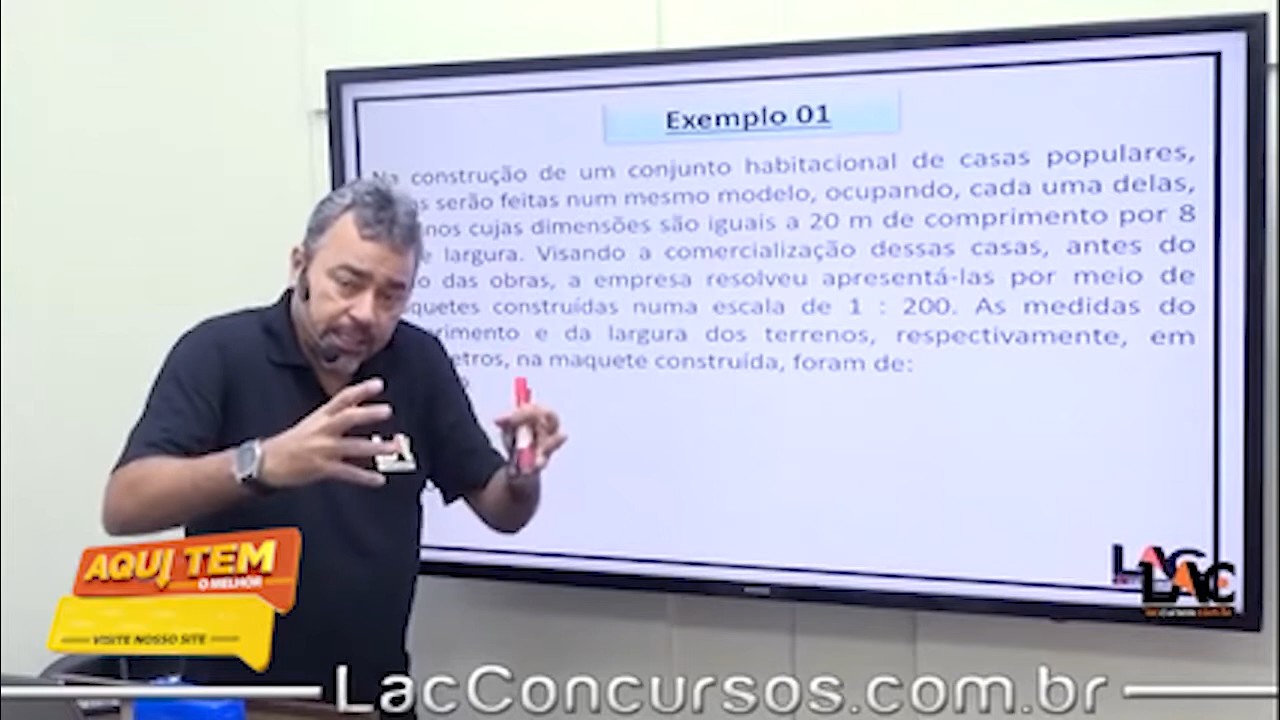 Exemplo 01
Na construção de um conjunto habitacional de casas populares,
serão feitas num mesmo modelo, ocupando, cada uma delas,
cujas dimensões são iguais a 20 m de comprimento por 8
largura. Visando a comercialização dessas casas, antes do
das obras, a empresa resolveu apresentá-las por meio de
construídas numa escala de 1 : 200. As medidas do
e da largura dos terrenos, respectivamente, em
na maquete construída, foram de:
AQUI TEM
O MELHOR
VISITE NOSSO SITE
LAC
LAC
LacConcursos.com.br